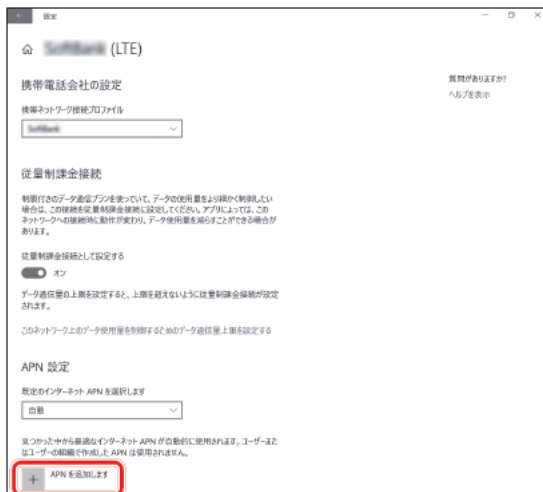 設定
(LTE)
携帯電話会社の設定
携帯ネットワーク接続プロファイル
従量制課金接続
制限付きのデータ通信プランを使っていて、データの使用量をより細かく制御したい
場合は、この接続を従量制課金接続に設定してください。アプリによっては、この
ネットワークへの接続時に動作が変わり、データ使用量を減らすことができる場合が
あります。
従量制課金接続として設定する
オン
データ通信量の上限を設定すると、上限を超えないように従量制課金接続が設定
されます。
このネットワーク上のデータ使用量を制御するためのデータ通信量上限を設定する
APN 設定
既定のインターネット APN を選択します
自動
見つかった中から最適なインターネット APN が自動的に使用されます。ユーザーまた
はユーザーの組織で作成した APN は使用されません。
APN を追加します
質問がありますか?
ヘルプを表示